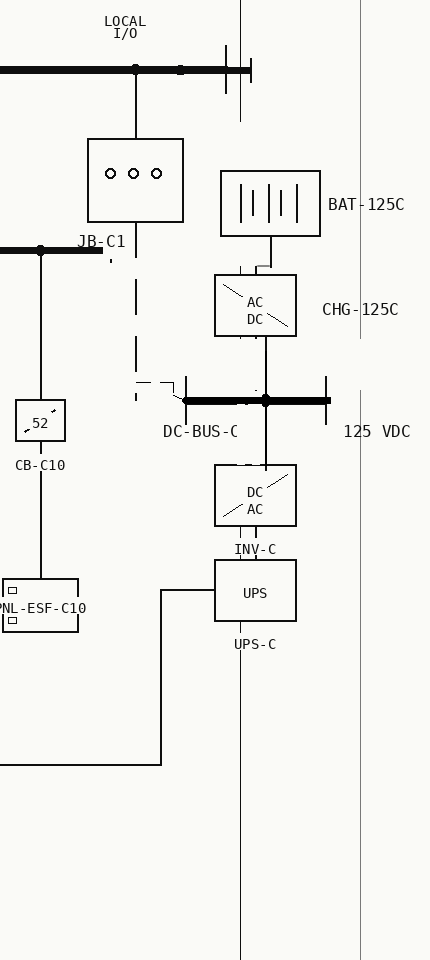 LOCAL
I/O
BAT-125C
JB-C1
AC
DC
CHG-125C
52
DC-BUS-C
125 VDC
CB-C10
DC
AC
INV-C
UPS
PNL-ESF-C10
UPS-C